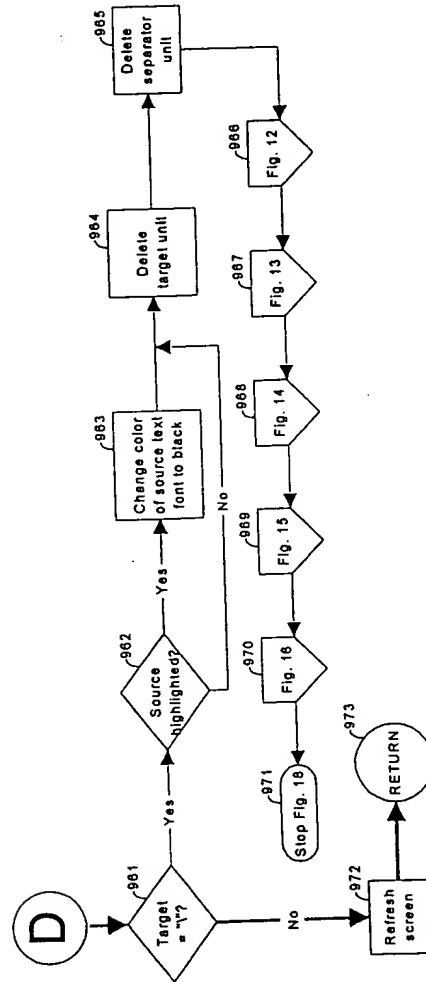 D
961
Target
= "\"?
Yes
No
962
Source
highlighted?
Yes
No
963
Change color
of source text
font to black
964
Delete
target unit
965
Delete
separator
unit
966
Fig. 12
967
Fig. 13
968
Fig. 14
969
Fig. 15
970
Fig. 16
971
Stop Fig. 18
972
Refresh
screen
973
RETURN